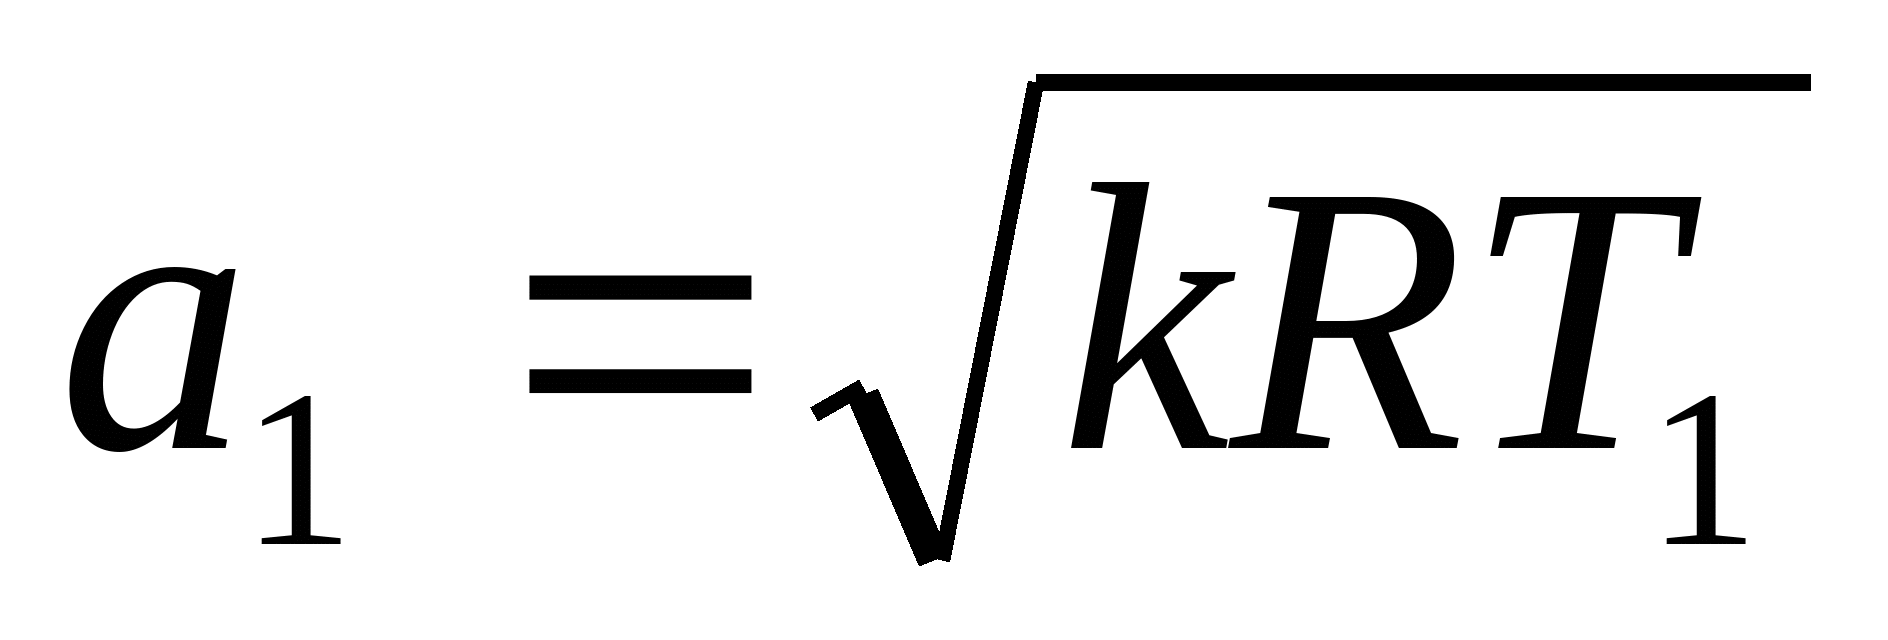 a₁ = √kRT₁